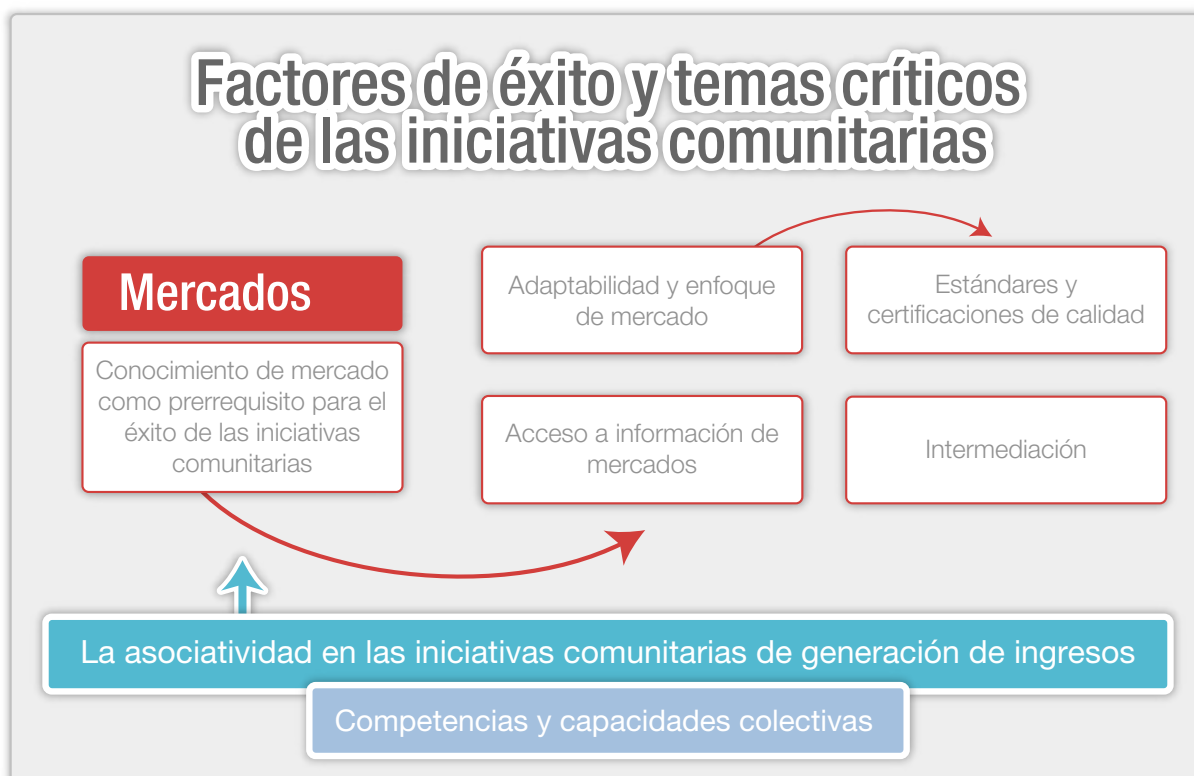 Factores de éxito y temas críticos
de las iniciativas comunitarias
Mercados
Conocimiento de mercado
como prerrequisito para el
éxito de las iniciativas
comunitarias
Adaptabilidad y enfoque
de mercado
Estándares y
certificaciones de calidad
Acceso a información de
mercados
Intermediación
La asociatividad en las iniciativas comunitarias de generación de ingresos
Competencias y capacidades colectivas